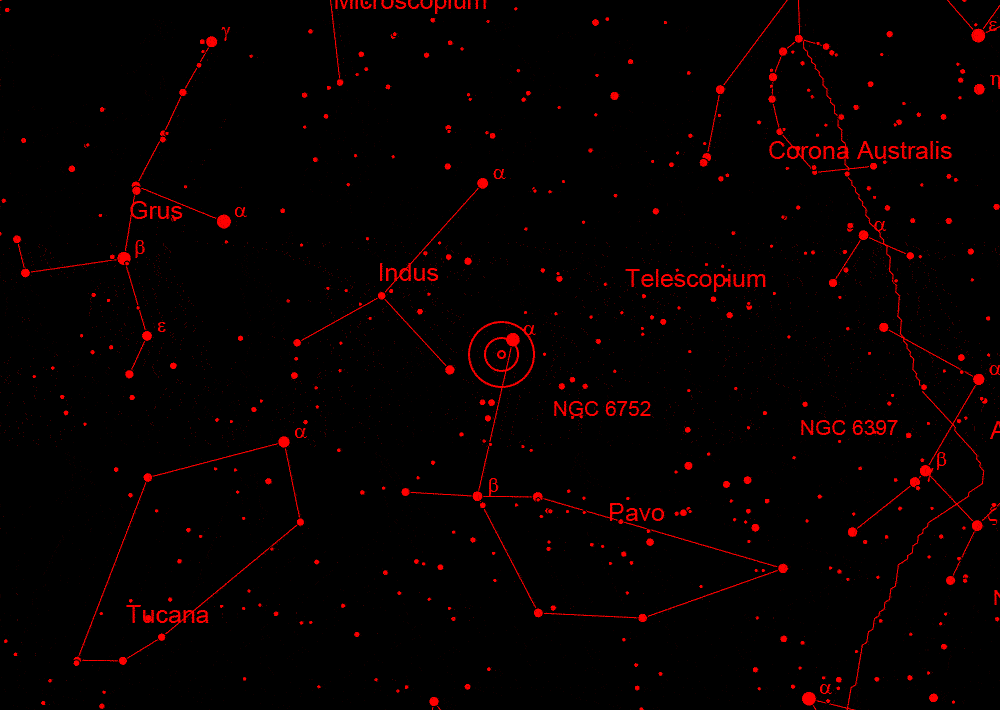 Microscopium
γ
ε
η
Corona Australis
α
Grus
α
α
β
Indus
Telescopium
ε
α
α
NGC 6752
NGC 6397
α
β
β
Pavo
Tucana
α